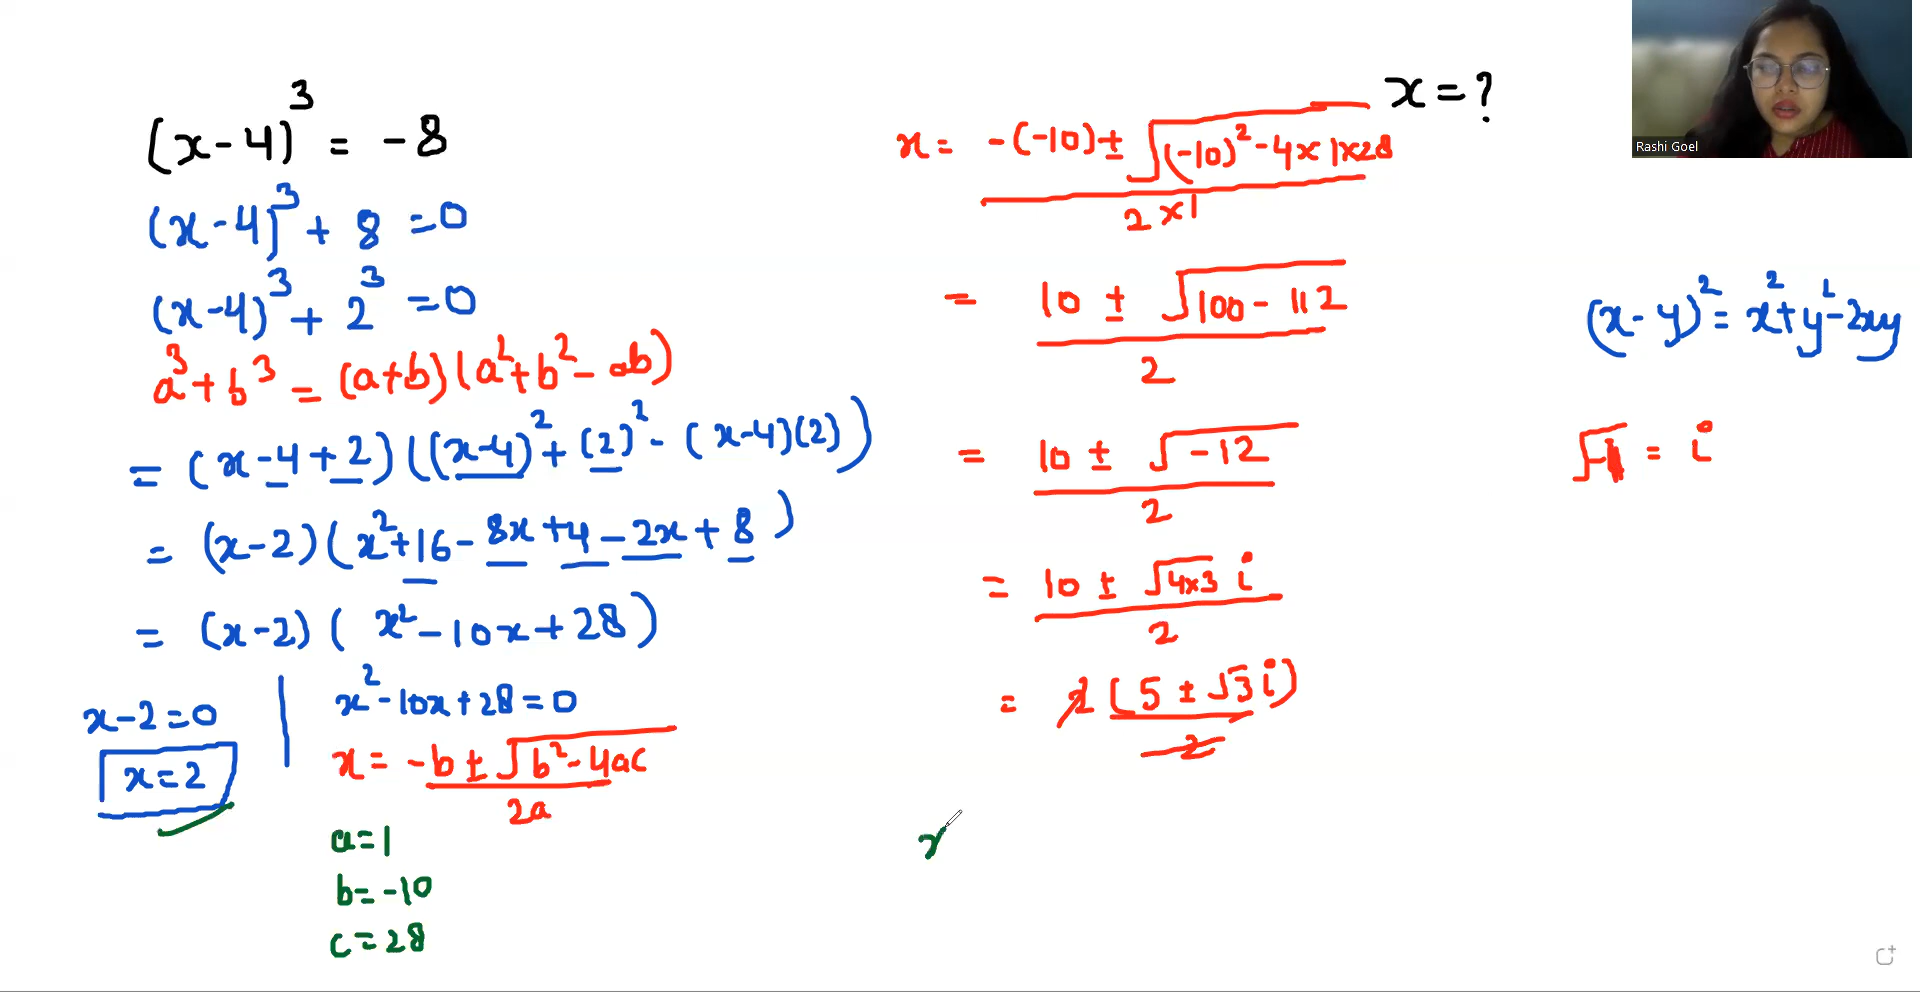 (x-4)³ = -8
(x-4)³ + 8 = 0
(x-4)³ + 2³ = 0
a³ + b³ = (a+b)(a²+b²-ab)
= (x-4+2)((x-4)²+(2)²-(x-4)(2))
= (x-2)(x²+16-8x+4-2x+8)
= (x-2)(x²-10x+28)
x-2=0
x=2
x²-10x+28=0
x = -b ± √b²-4ac
2a
a=1
b=-10
c=28
x=?
x = -(-10) ± √(-10)²-4×1×28
2×1
= 10 ± √100-112
2
= 10 ± √-12
2
= 10 ± √4×3 i
2
= 2(5 ± √3 i)
2
x
(x-y)² = x²+y²-2xy
√-1 = i
Rashi Goel